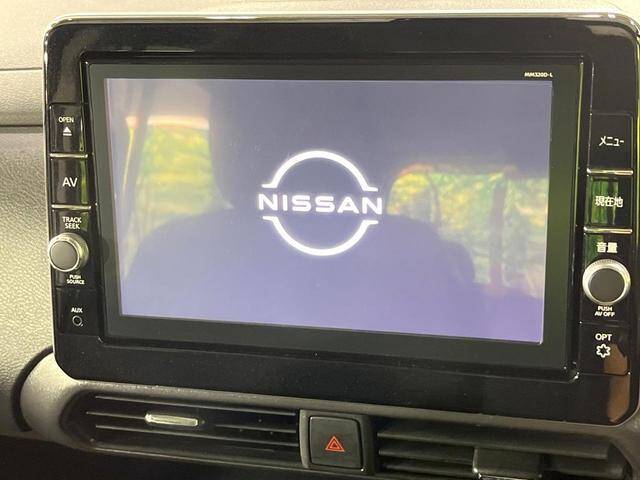 MM320D-L
OPEN
AV
TRACK
SEEK
PUSH
SOURCE
AUX
NISSAN
メニュー
現在地
音量
PUSH
AV OFF
OPT